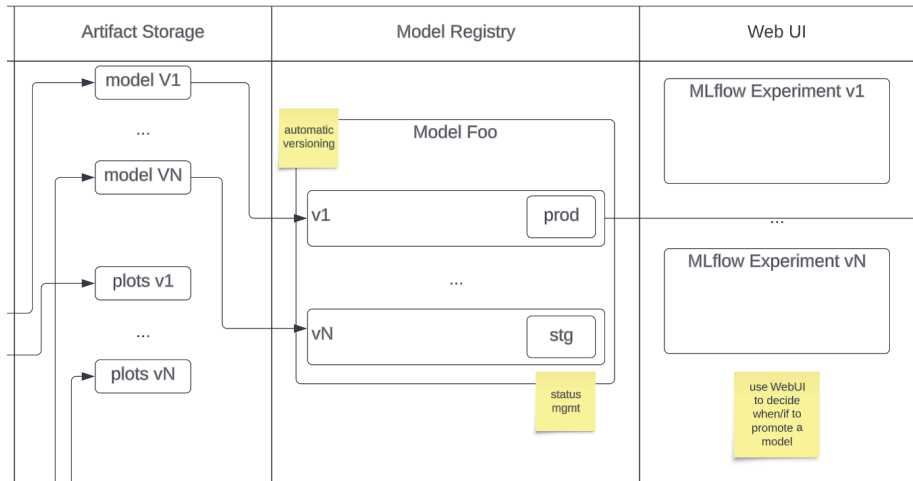 Artifact Storage
Model Registry
Web UI
model V1
...
model VN
plots v1
...
plots vN
automatic
versioning
Model Foo
v1
prod
...
vN
stg
status
mgmt
MLflow Experiment v1
...
MLflow Experiment vN
use WebUI
to decide
when/if to
promote a
model